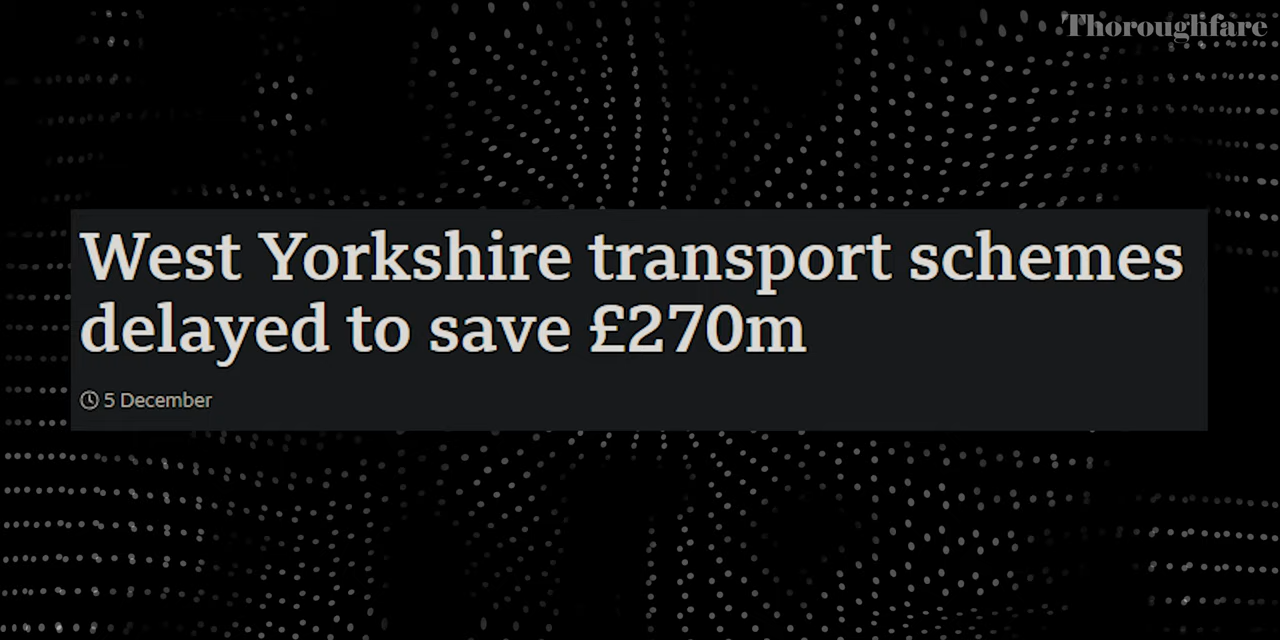 Thoroughfare
West Yorkshire transport schemes
delayed to save £270m
5 December